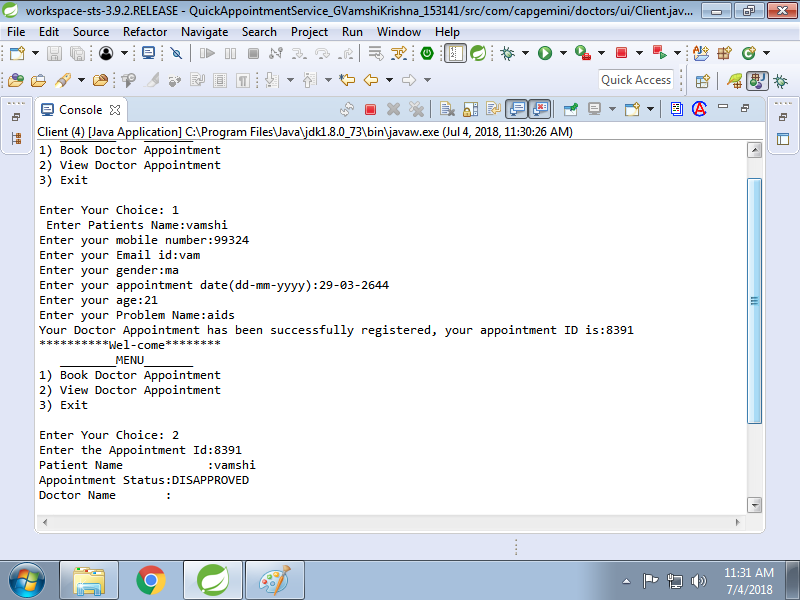 workspace-sts-3.9.2.RELEASE - QuickAppointmentService_GVamshiKrishna_153141/src/com/capgemini/doctors/ui/Client.jav...
File Edit Source Refactor Navigate Search Project Run Window Help
Quick Access
Console
Client (4) [Java Application] C:\Program Files\Java\jdk1.8.0_73\bin\javaw.exe (Jul 4, 2018, 11:30:26 AM)
1) Book Doctor Appointment
2) View Doctor Appointment
3) Exit
Enter Your Choice: 1
Enter Patients Name:vamshi
Enter your mobile number:99324
Enter your Email id:vam
Enter your gender:ma
Enter your appointment date(dd-mm-yyyy):29-03-2644
Enter your age:21
Enter your Problem Name:aids
Your Doctor Appointment has been successfully registered, your appointment ID is:8391
**********Wel-come********
________MENU_______
1) Book Doctor Appointment
2) View Doctor Appointment
3) Exit
Enter Your Choice: 2
Enter the Appointment Id:8391
Patient Name            :vamshi
Appointment Status:DISAPPROVED
Doctor Name       :
11:31 AM
7/4/2018